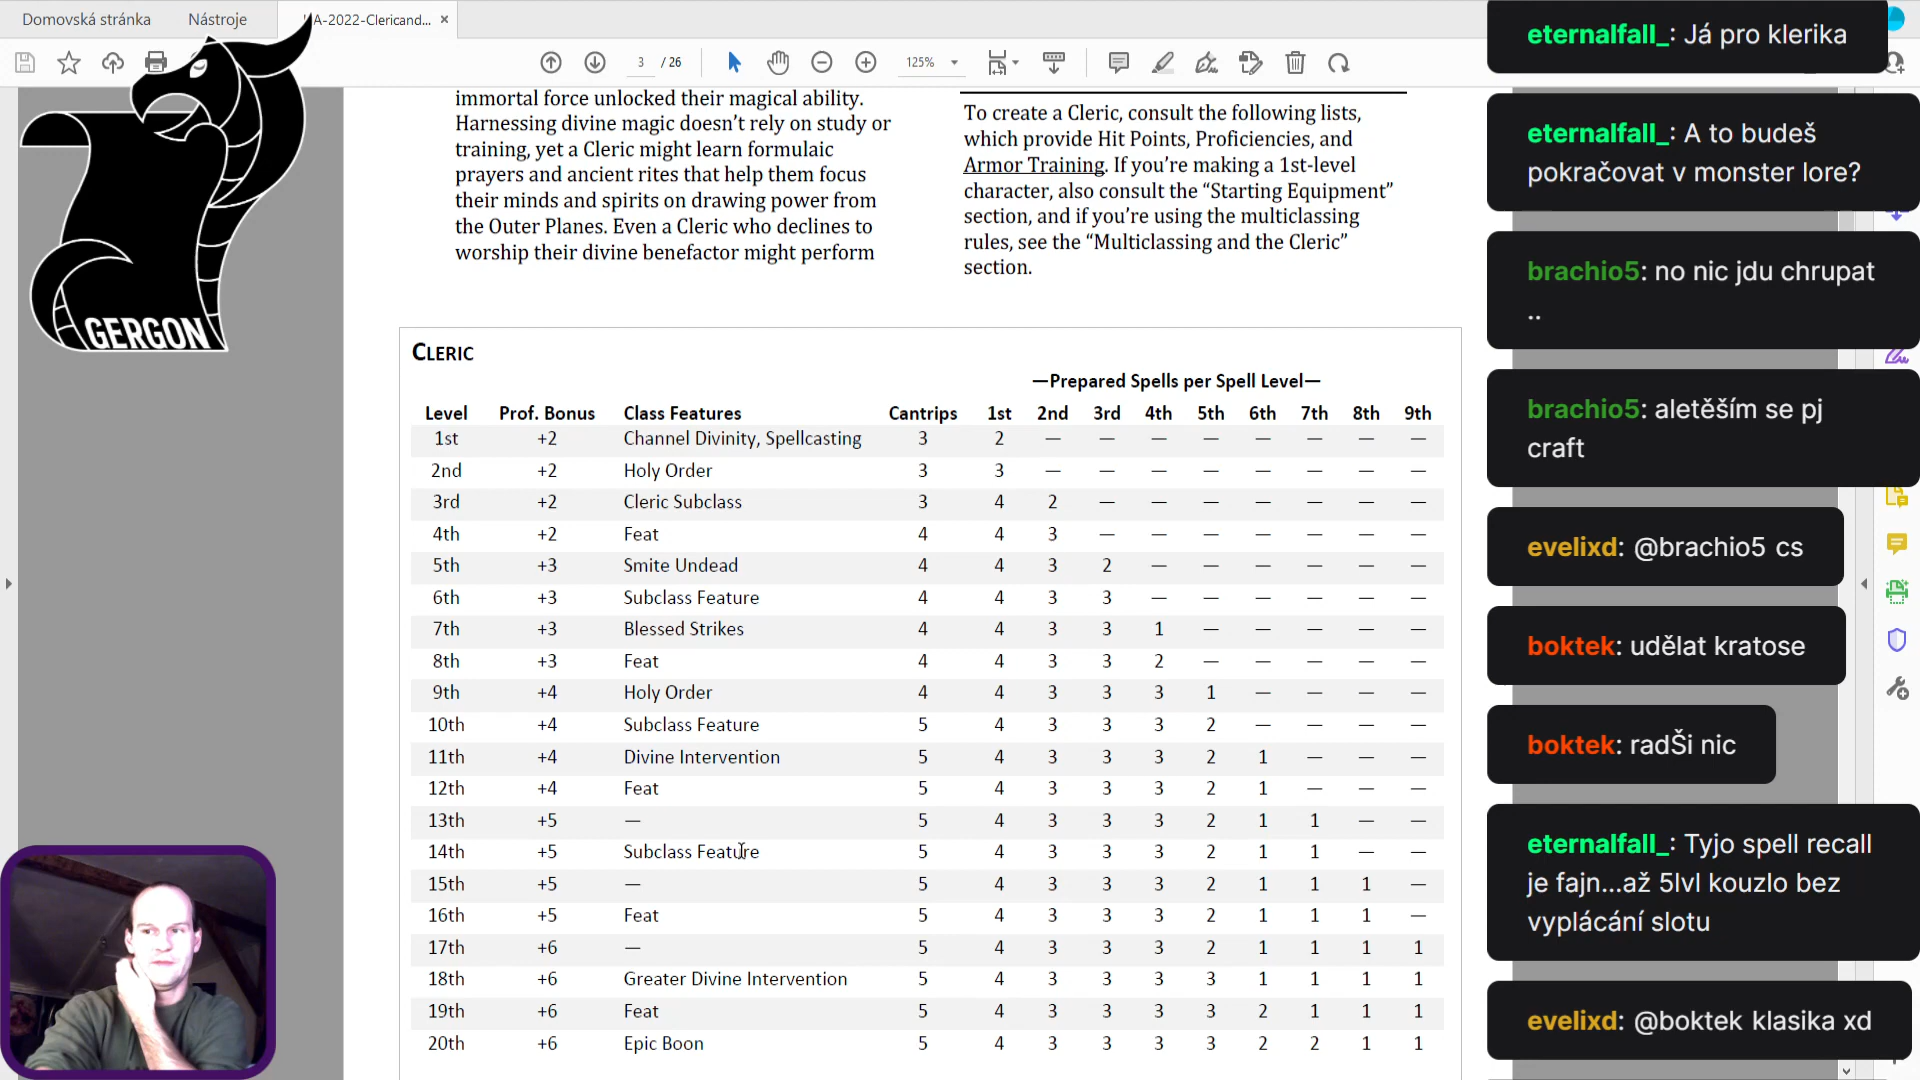 Domovská stránka
Nástroje
A-2022-Clericand... ×
3 / 26
125%
GERGON
immortal force unlocked their magical ability.
Harnessing divine magic doesn’t rely on study or
training, yet a Cleric might learn formulaic
prayers and ancient rites that help them focus
their minds and spirits on drawing power from
the Outer Planes. Even a Cleric who declines to
worship their divine benefactor might perform
To create a Cleric, consult the following lists,
which provide Hit Points, Proficiencies, and
Armor Training. If you’re making a 1st-level
character, also consult the “Starting Equipment”
section, and if you’re using the multiclassing
rules, see the “Multiclassing and the Cleric”
section.
CLERIC
—Prepared Spells per Spell Level—
Level Prof. Bonus Class Features Cantrips 1st 2nd 3rd 4th 5th 6th 7th 8th 9th
1st +2 Channel Divinity, Spellcasting 3 2 — — — — — — — —
2nd +2 Holy Order 3 3 — — — — — — — —
3rd +2 Cleric Subclass 3 4 2 — — — — — — —
4th +2 Feat 4 4 3 — — — — — — —
5th +3 Smite Undead 4 4 3 2 — — — — — —
6th +3 Subclass Feature 4 4 3 3 — — — — — —
7th +3 Blessed Strikes 4 4 3 3 1 — — — — —
8th +3 Feat 4 4 3 3 2 — — — — —
9th +4 Holy Order 4 4 3 3 3 1 — — — —
10th +4 Subclass Feature 5 4 3 3 3 2 — — — —
11th +4 Divine Intervention 5 4 3 3 3 2 1 — — —
12th +4 Feat 5 4 3 3 3 2 1 — — —
13th +5 — 5 4 3 3 3 2 1 1 — —
14th +5 Subclass Feature 5 4 3 3 3 2 1 1 — —
15th +5 — 5 4 3 3 3 2 1 1 1 —
16th +5 Feat 5 4 3 3 3 2 1 1 1 —
17th +6 — 5 4 3 3 3 2 1 1 1 1
18th +6 Greater Divine Intervention 5 4 3 3 3 3 1 1 1 1
19th +6 Feat 5 4 3 3 3 3 2 1 1 1
20th +6 Epic Boon 5 4 3 3 3 3 2 2 1 1
eternalfall_: Já pro klerika
eternalfall_: A to budeš
pokračovat v monster lore?
brachio5: no nic jdu chrupat
..
brachio5: aletěším se pj
craft
evelixd: @brachio5 cs
boktek: udělat kratose
boktek: radŠi nic
eternalfall_: Tyjo spell recall
je fajn...až 5lvl kouzlo bez
vyplácání slotu
evelixd: @boktek klasika xd